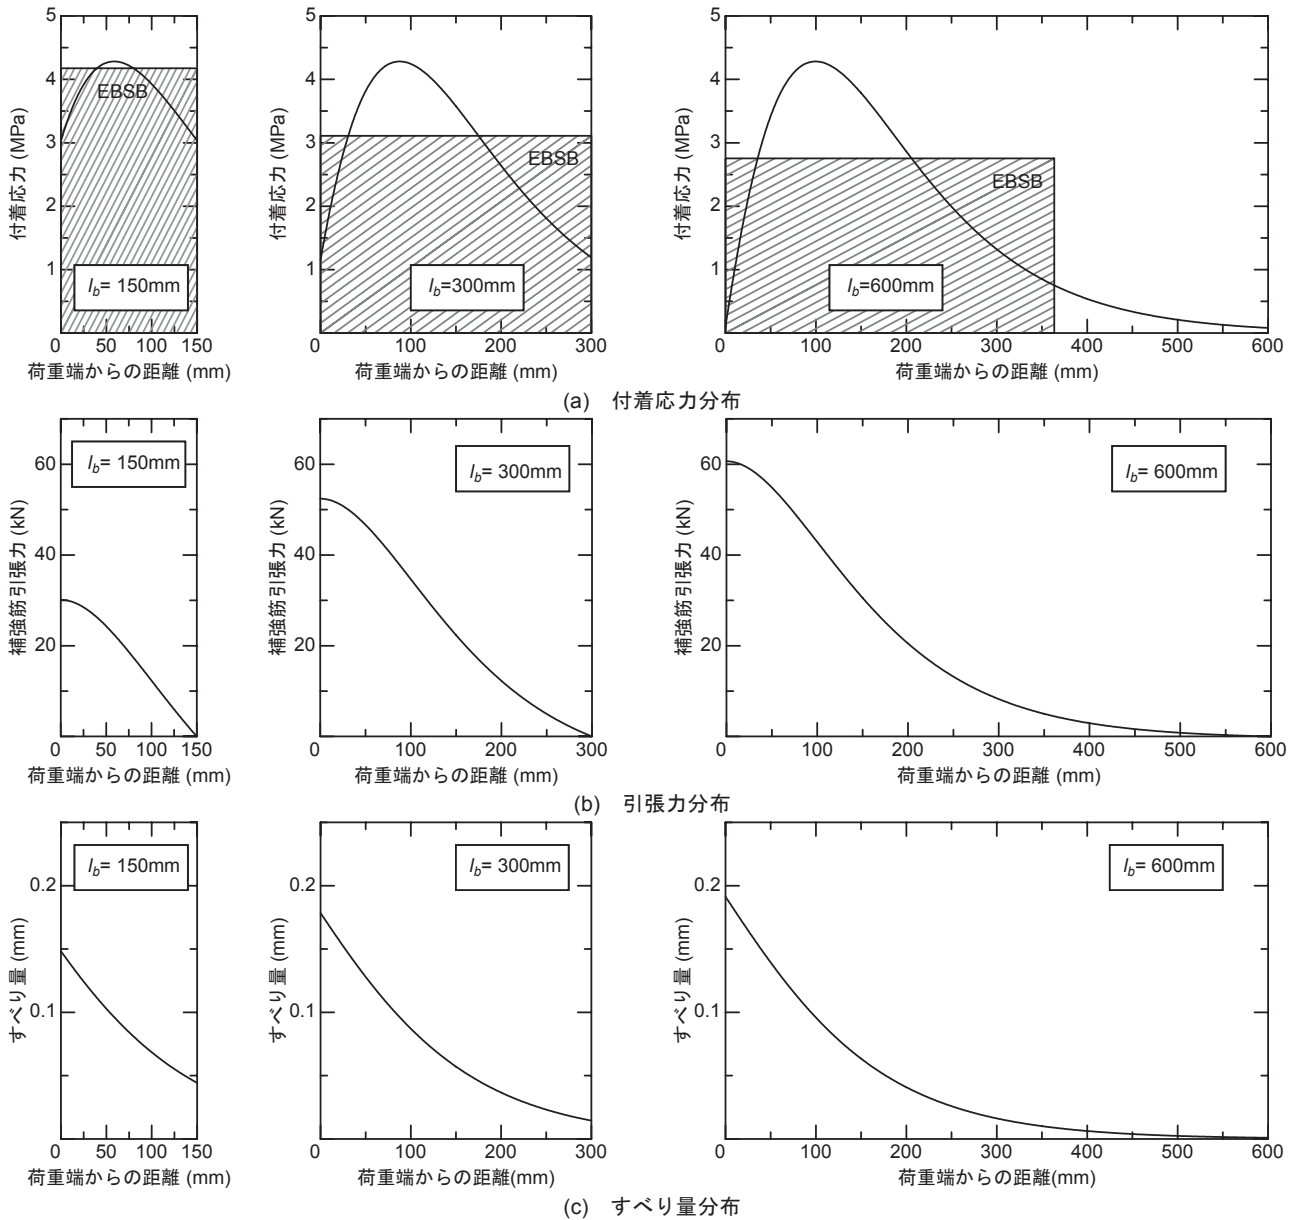 5
4
3
2
1
付着応力 (MPa)
EBSB
lb= 150mm
0 50 100 150
荷重端からの距離 (mm)
5
4
3
2
1
付着応力 (MPa)
EBSB
lb=300mm
0 100 200 300
荷重端からの距離 (mm)
5
4
3
2
1
付着応力 (MPa)
EBSB
lb=600mm
0 100 200 300 400 500 600
荷重端からの距離 (mm)
(a) 付着応力分布
60
40
20
補強筋引張力 (kN)
lb= 150mm
0 50 100 150
荷重端からの距離 (mm)
60
40
20
補強筋引張力 (kN)
lb= 300mm
0 100 200 300
荷重端からの距離 (mm)
60
40
20
補強筋引張力 (kN)
lb= 600mm
0 100 200 300 400 500 600
荷重端からの距離 (mm)
(b) 引張力分布
0.2
0.1
すべり量 (mm)
lb= 150mm
0 50 100 150
荷重端からの距離 (mm)
0.2
0.1
すべり量 (mm)
lb= 300mm
0 100 200 300
荷重端からの距離 (mm)
0.2
0.1
すべり量 (mm)
lb= 600mm
0 100 200 300 400 500 600
荷重端からの距離(mm)
(c) すべり量分布